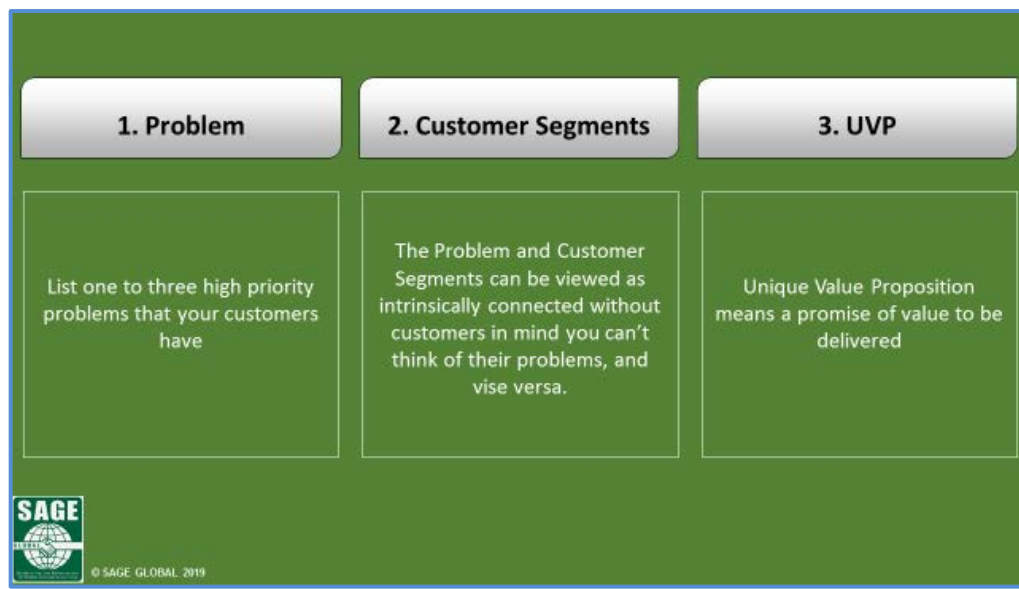 1. Problem
2. Customer Segments
3. UVP
List one to three high priority
problems that your customers
have
The Problem and Customer
Segments can be viewed as
intrinsically connected without
customers in mind you can't
think of their problems, and
vise versa.
Unique Value Proposition
means a promise of value to be
delivered
SAGE
GLOBAL
© SAGE GLOBAL 2019